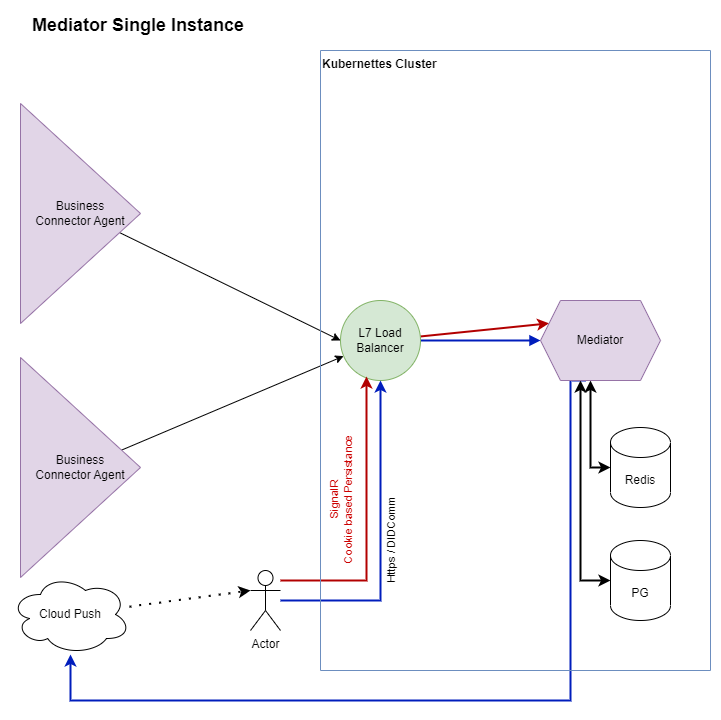 Mediator Single Instance
Kubernettes Cluster
Business
Connector Agent
L7 Load
Balancer
Mediator
Business
Connector Agent
SignalR
Cookie based Persistance
Https / DIDComm
Redis
PG
Cloud Push
Actor